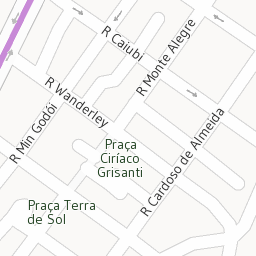 R Caiubi
R Monte Alegre
R Wanderley
R Min Godói
Praça
Ciríaco
Grisanti
R Cardoso de Almeida
Praça Terra
de Sol